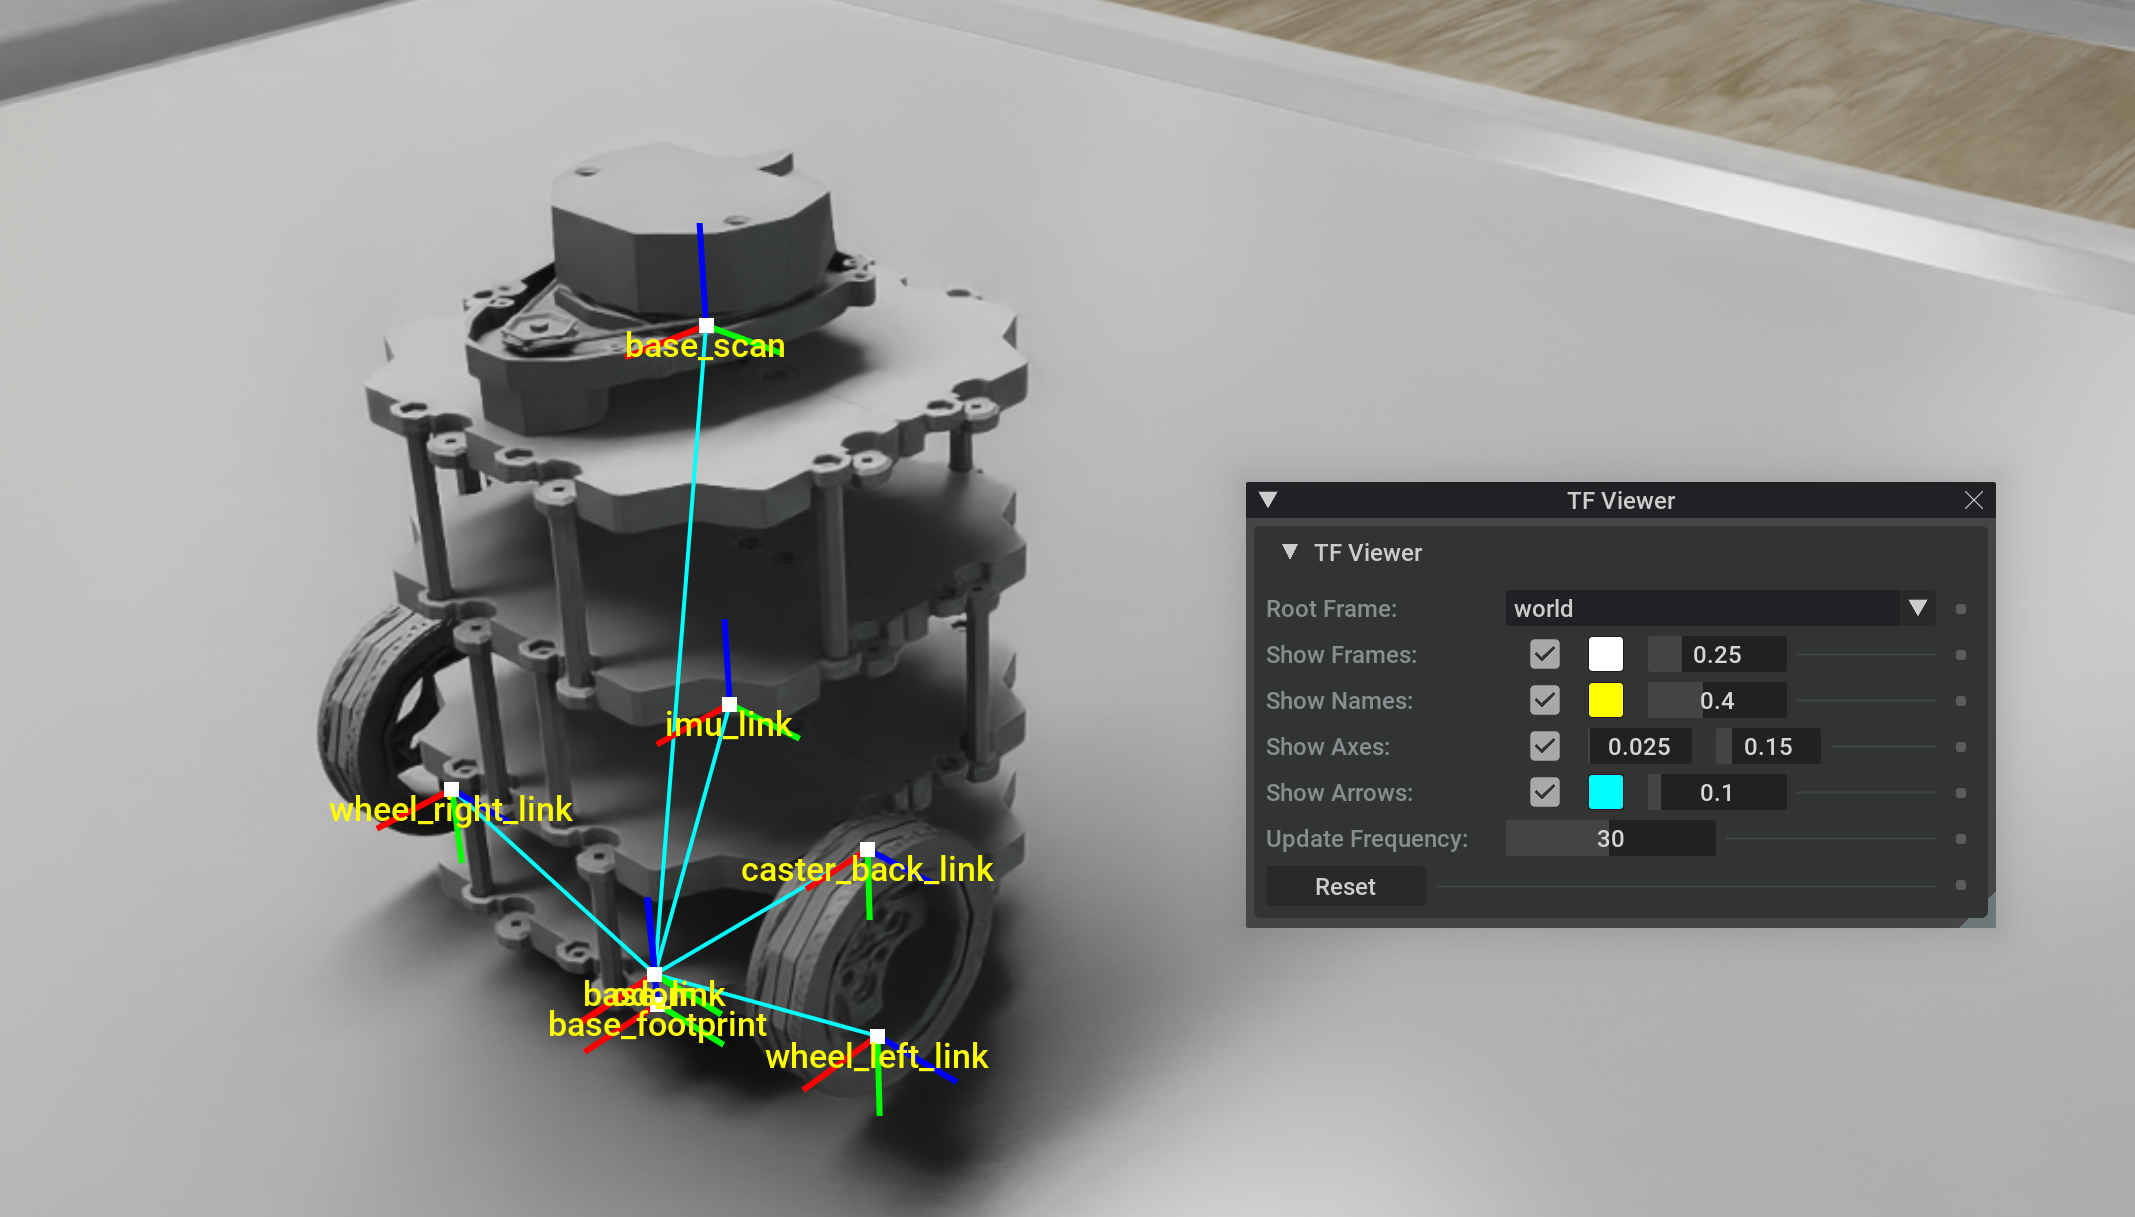 base_scan
imu_link
wheel_right_link
caster_back_link
base_link
odom
base_footprint
wheel_left_link
TF Viewer
TF Viewer
Root Frame: world
Show Frames: 0.25
Show Names: 0.4
Show Axes: 0.025 0.15
Show Arrows: 0.1
Update Frequency: 30
Reset